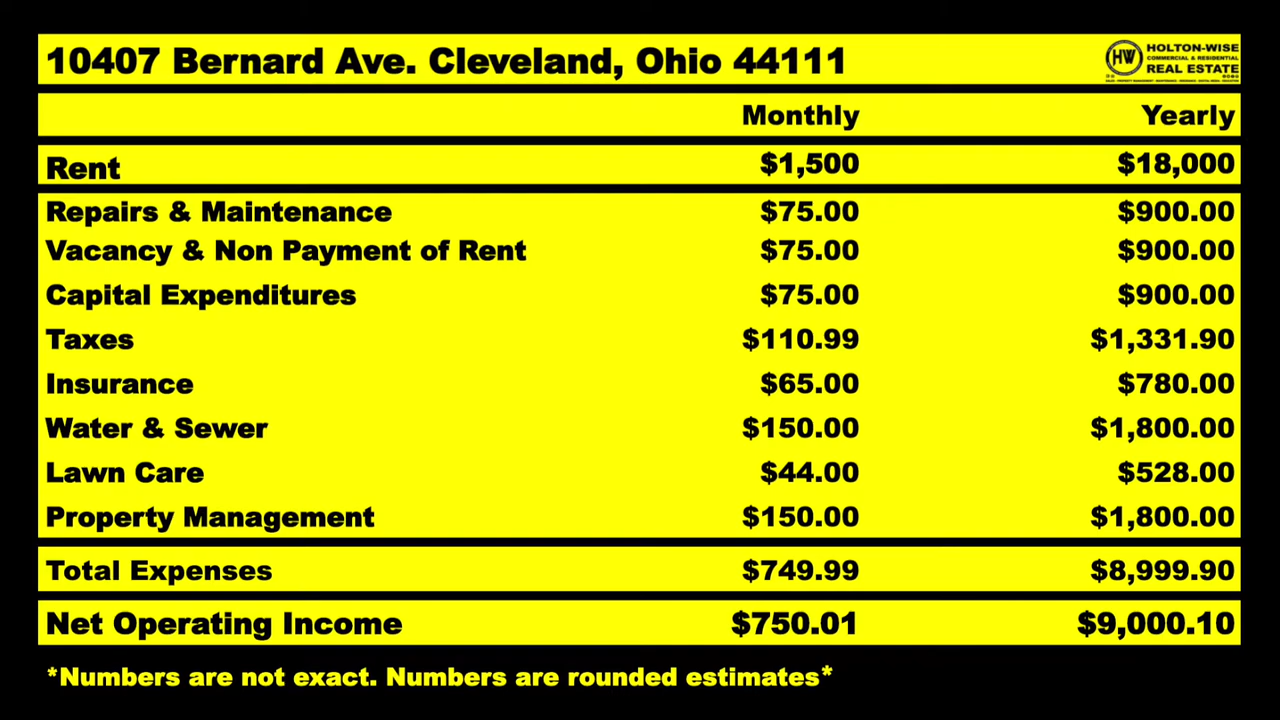 10407 Bernard Ave. Cleveland, Ohio 44111
HW
HOLTON-WISE
COMMERCIAL & RESIDENTIAL
REAL ESTATE
Monthly Yearly
Rent $1,500 $18,000
Repairs & Maintenance $75.00 $900.00
Vacancy & Non Payment of Rent $75.00 $900.00
Capital Expenditures $75.00 $900.00
Taxes $110.99 $1,331.90
Insurance $65.00 $780.00
Water & Sewer $150.00 $1,800.00
Lawn Care $44.00 $528.00
Property Management $150.00 $1,800.00
Total Expenses $749.99 $8,999.90
Net Operating Income $750.01 $9,000.10
*Numbers are not exact. Numbers are rounded estimates*